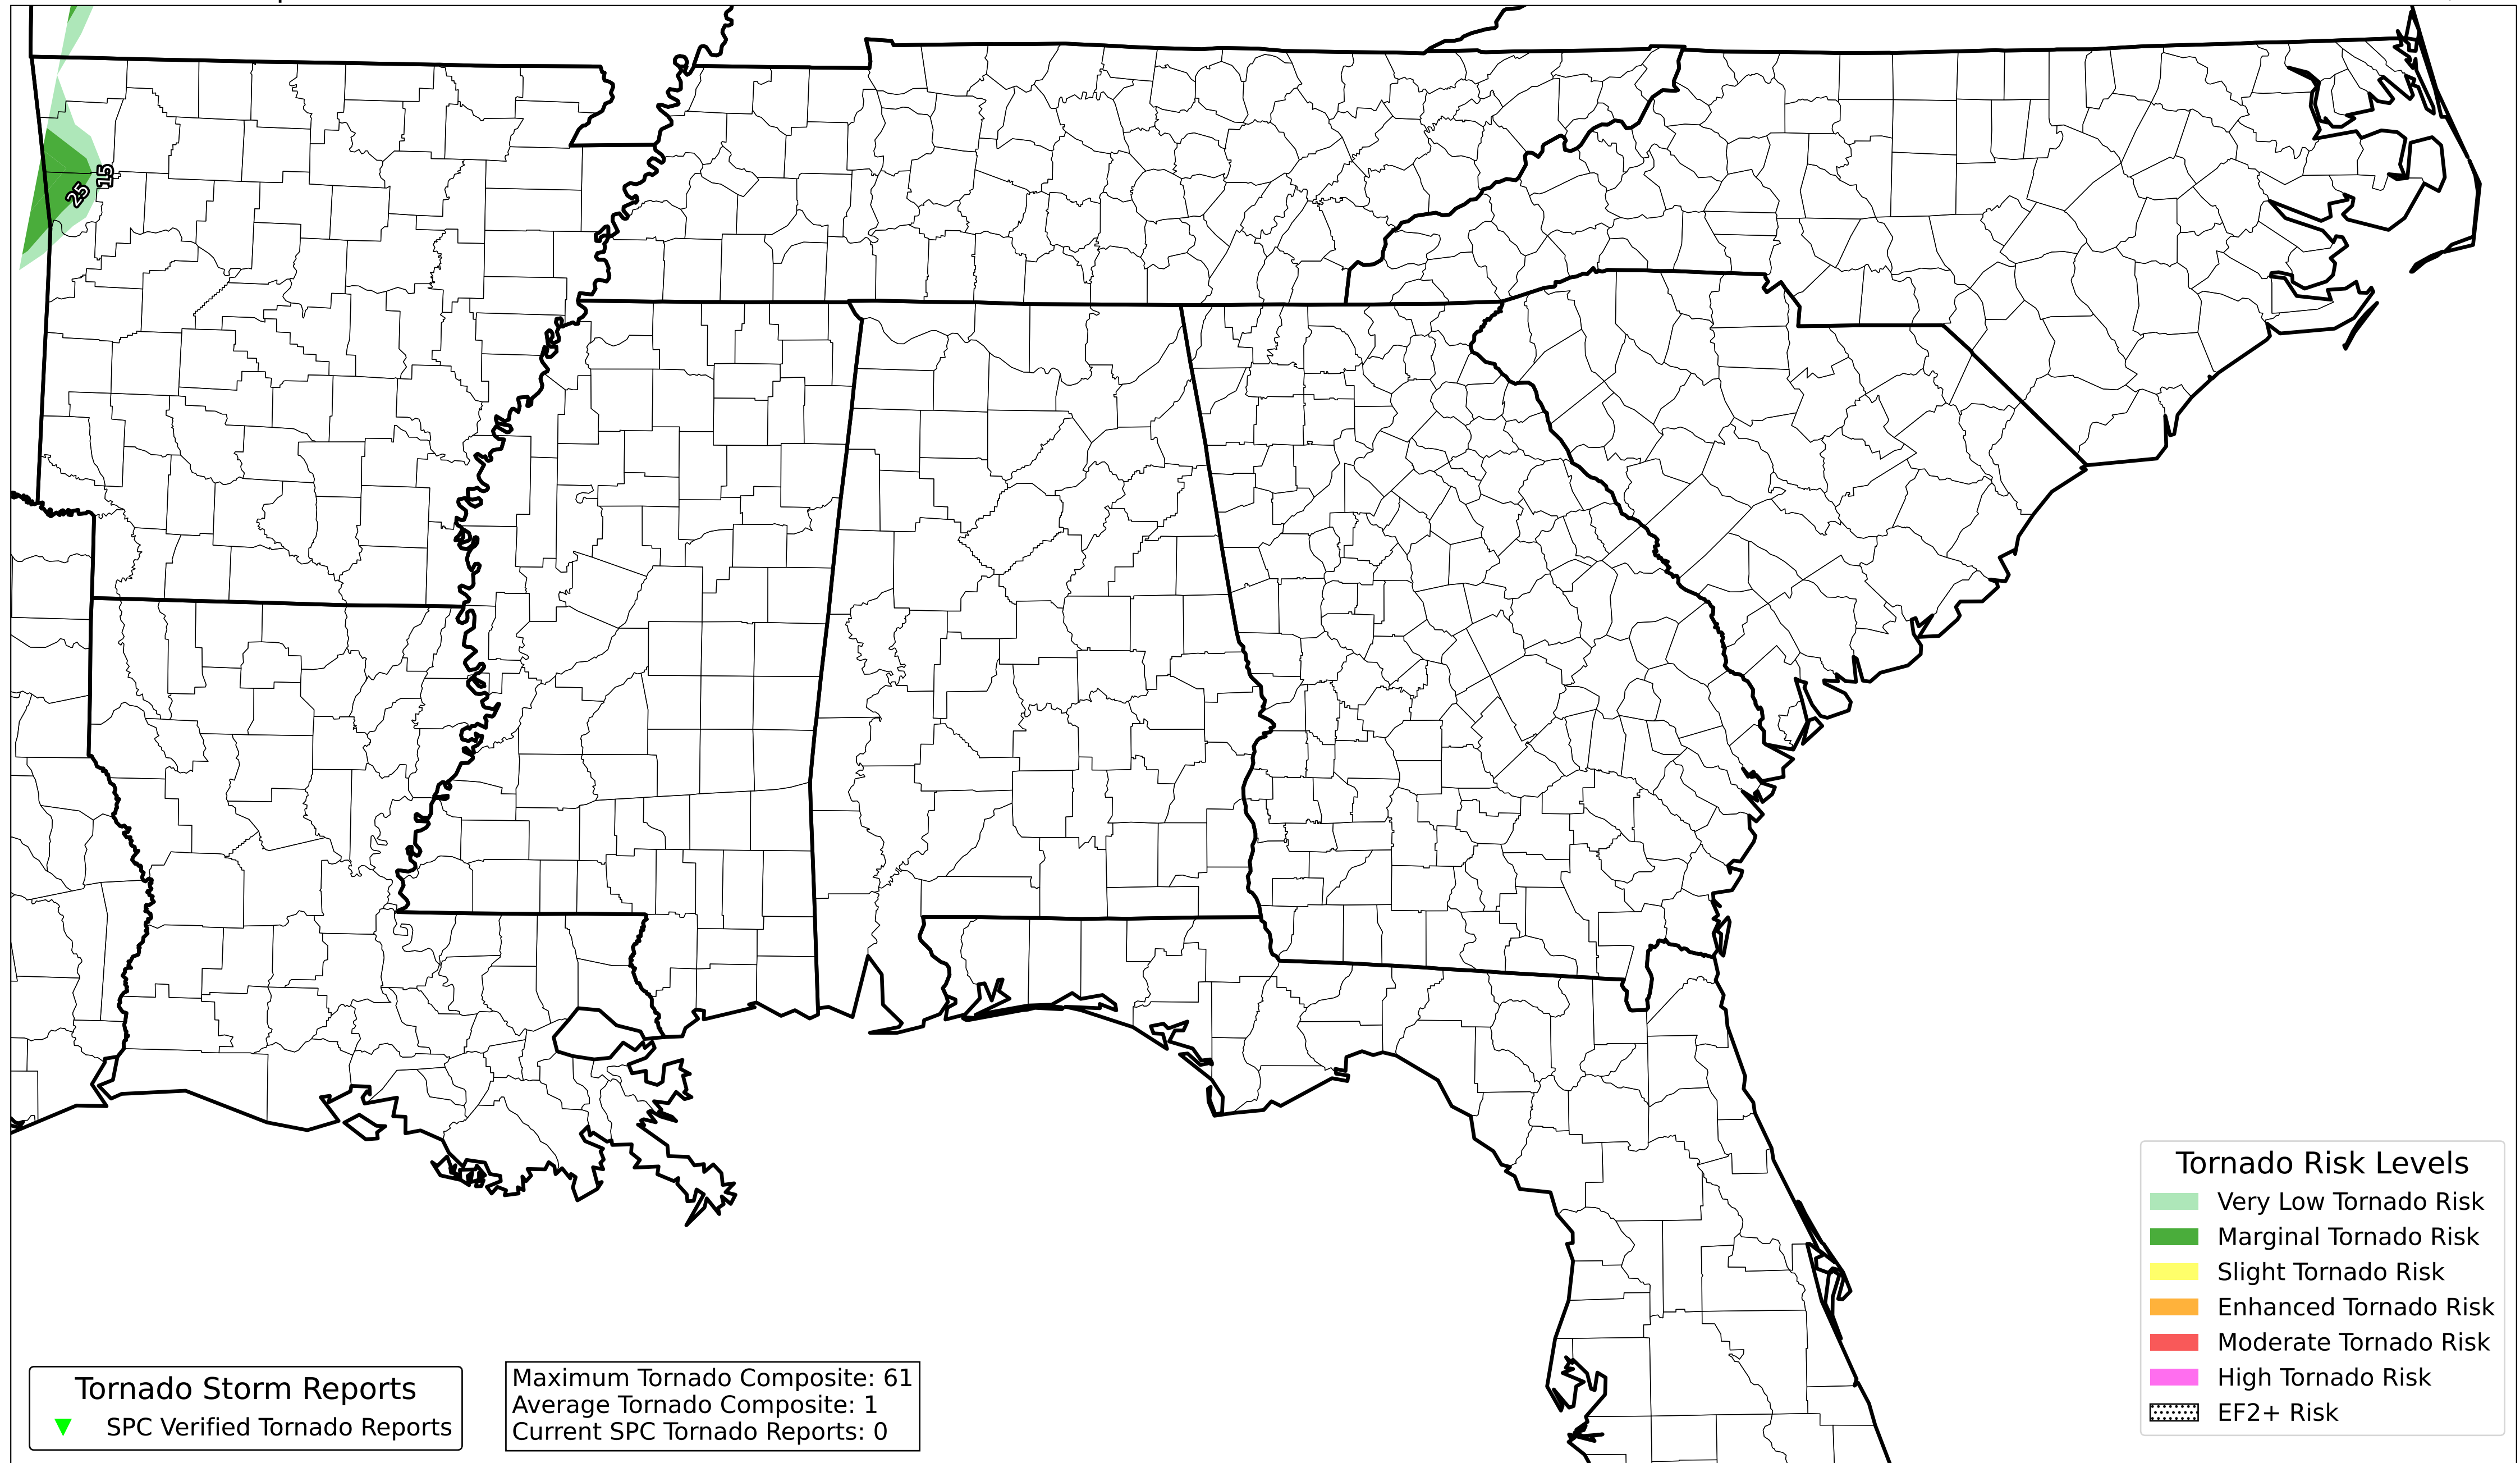 15
25
Tornado Risk Levels
Very Low Tornado Risk
Marginal Tornado Risk
Slight Tornado Risk
Enhanced Tornado Risk
Moderate Tornado Risk
High Tornado Risk
EF2+ Risk
Tornado Storm Reports
SPC Verified Tornado Reports
Maximum Tornado Composite: 61
Average Tornado Composite: 1
Current SPC Tornado Reports: 0